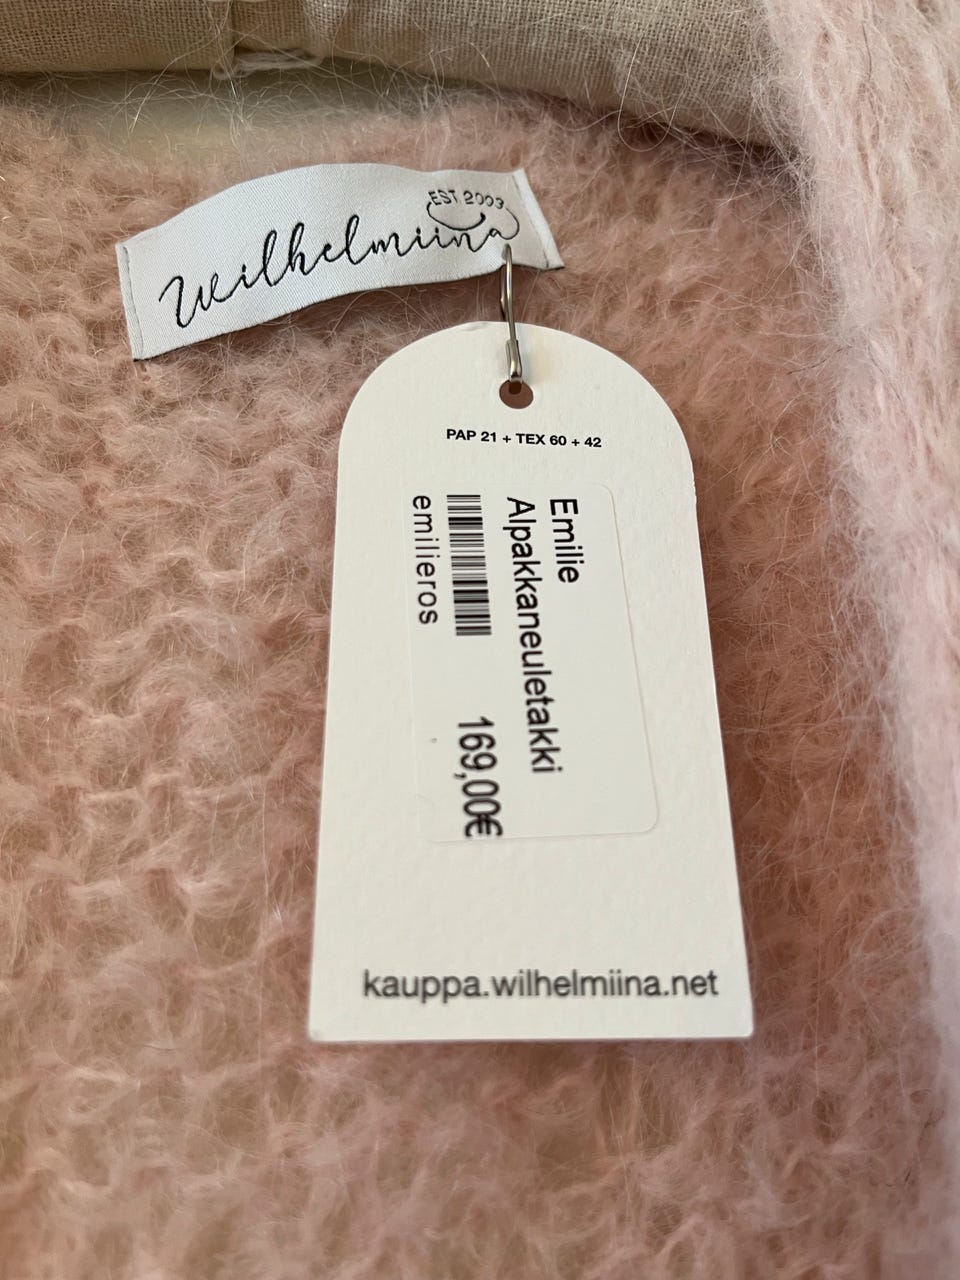 EST 2003
Wilhelmiina
PAP 21 + TEX 60 + 42
Emilie
Alpakkaneuletakki
169,00€
emilieros
kauppa.wilhelmiina.net